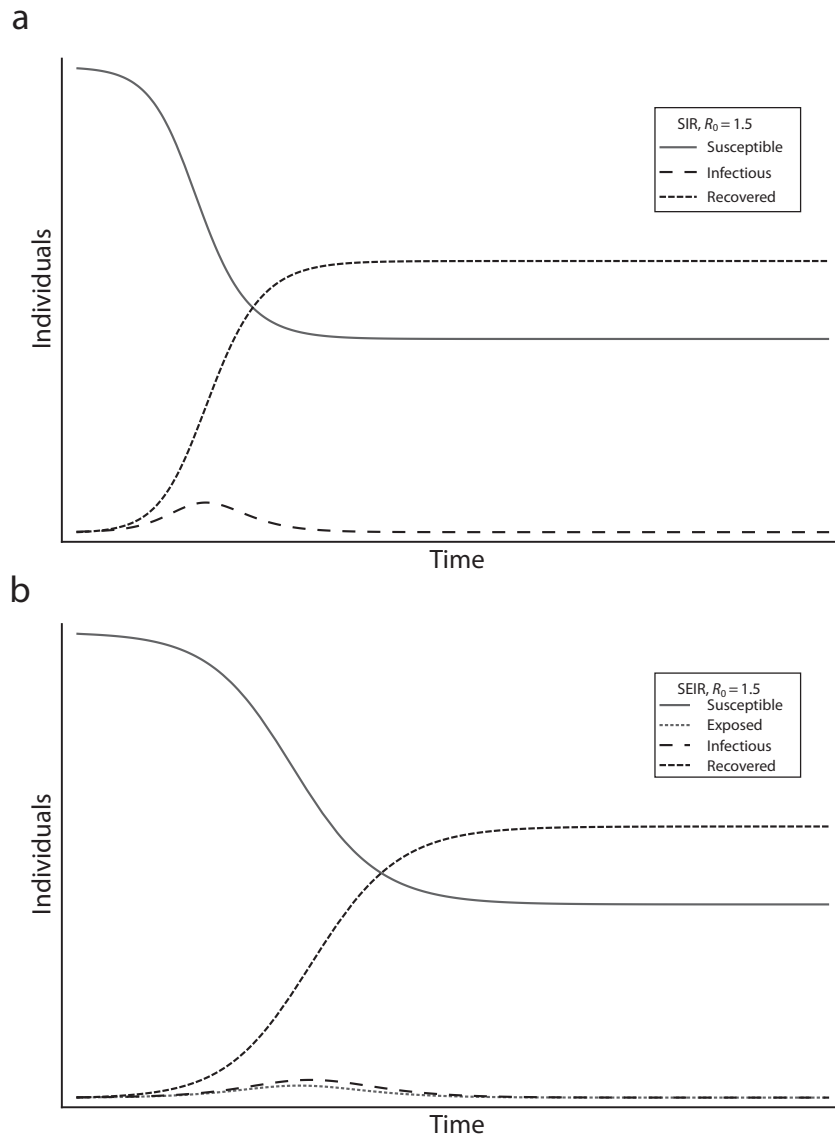 a
Individuals
SIR, R0 = 1.5
Susceptible
Infectious
Recovered
Time
b
Individuals
SEIR, R0 = 1.5
Susceptible
Exposed
Infectious
Recovered
Time